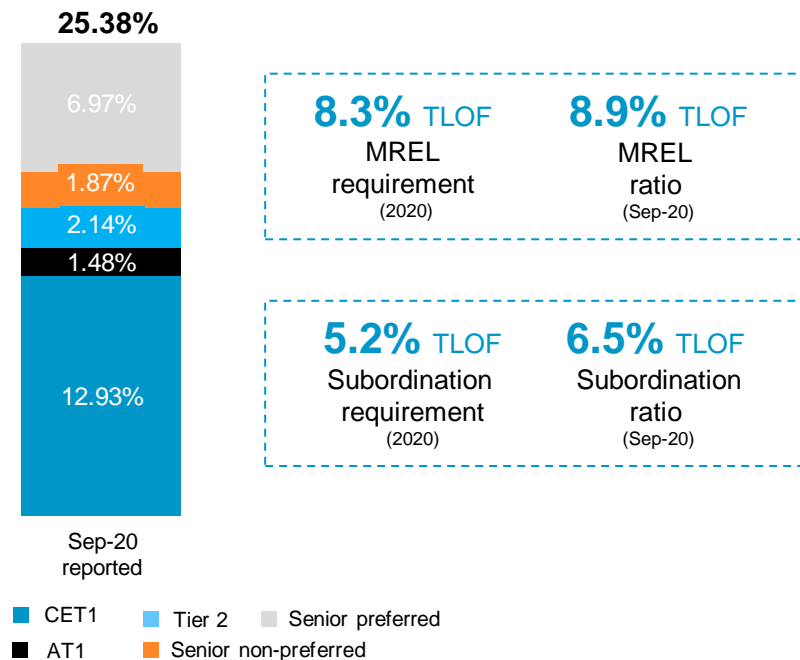 25.38%
6.97%
1.87%
2.14%
1.48%
12.93%
Sep-20
reported
8.3% TLOF
MREL
requirement
(2020)
8.9% TLOF
MREL
ratio
(Sep-20)
5.2% TLOF
Subordination
requirement
(2020)
6.5% TLOF
Subordination
ratio
(Sep-20)
CET1
Tier 2
Senior preferred
AT1
Senior non-preferred